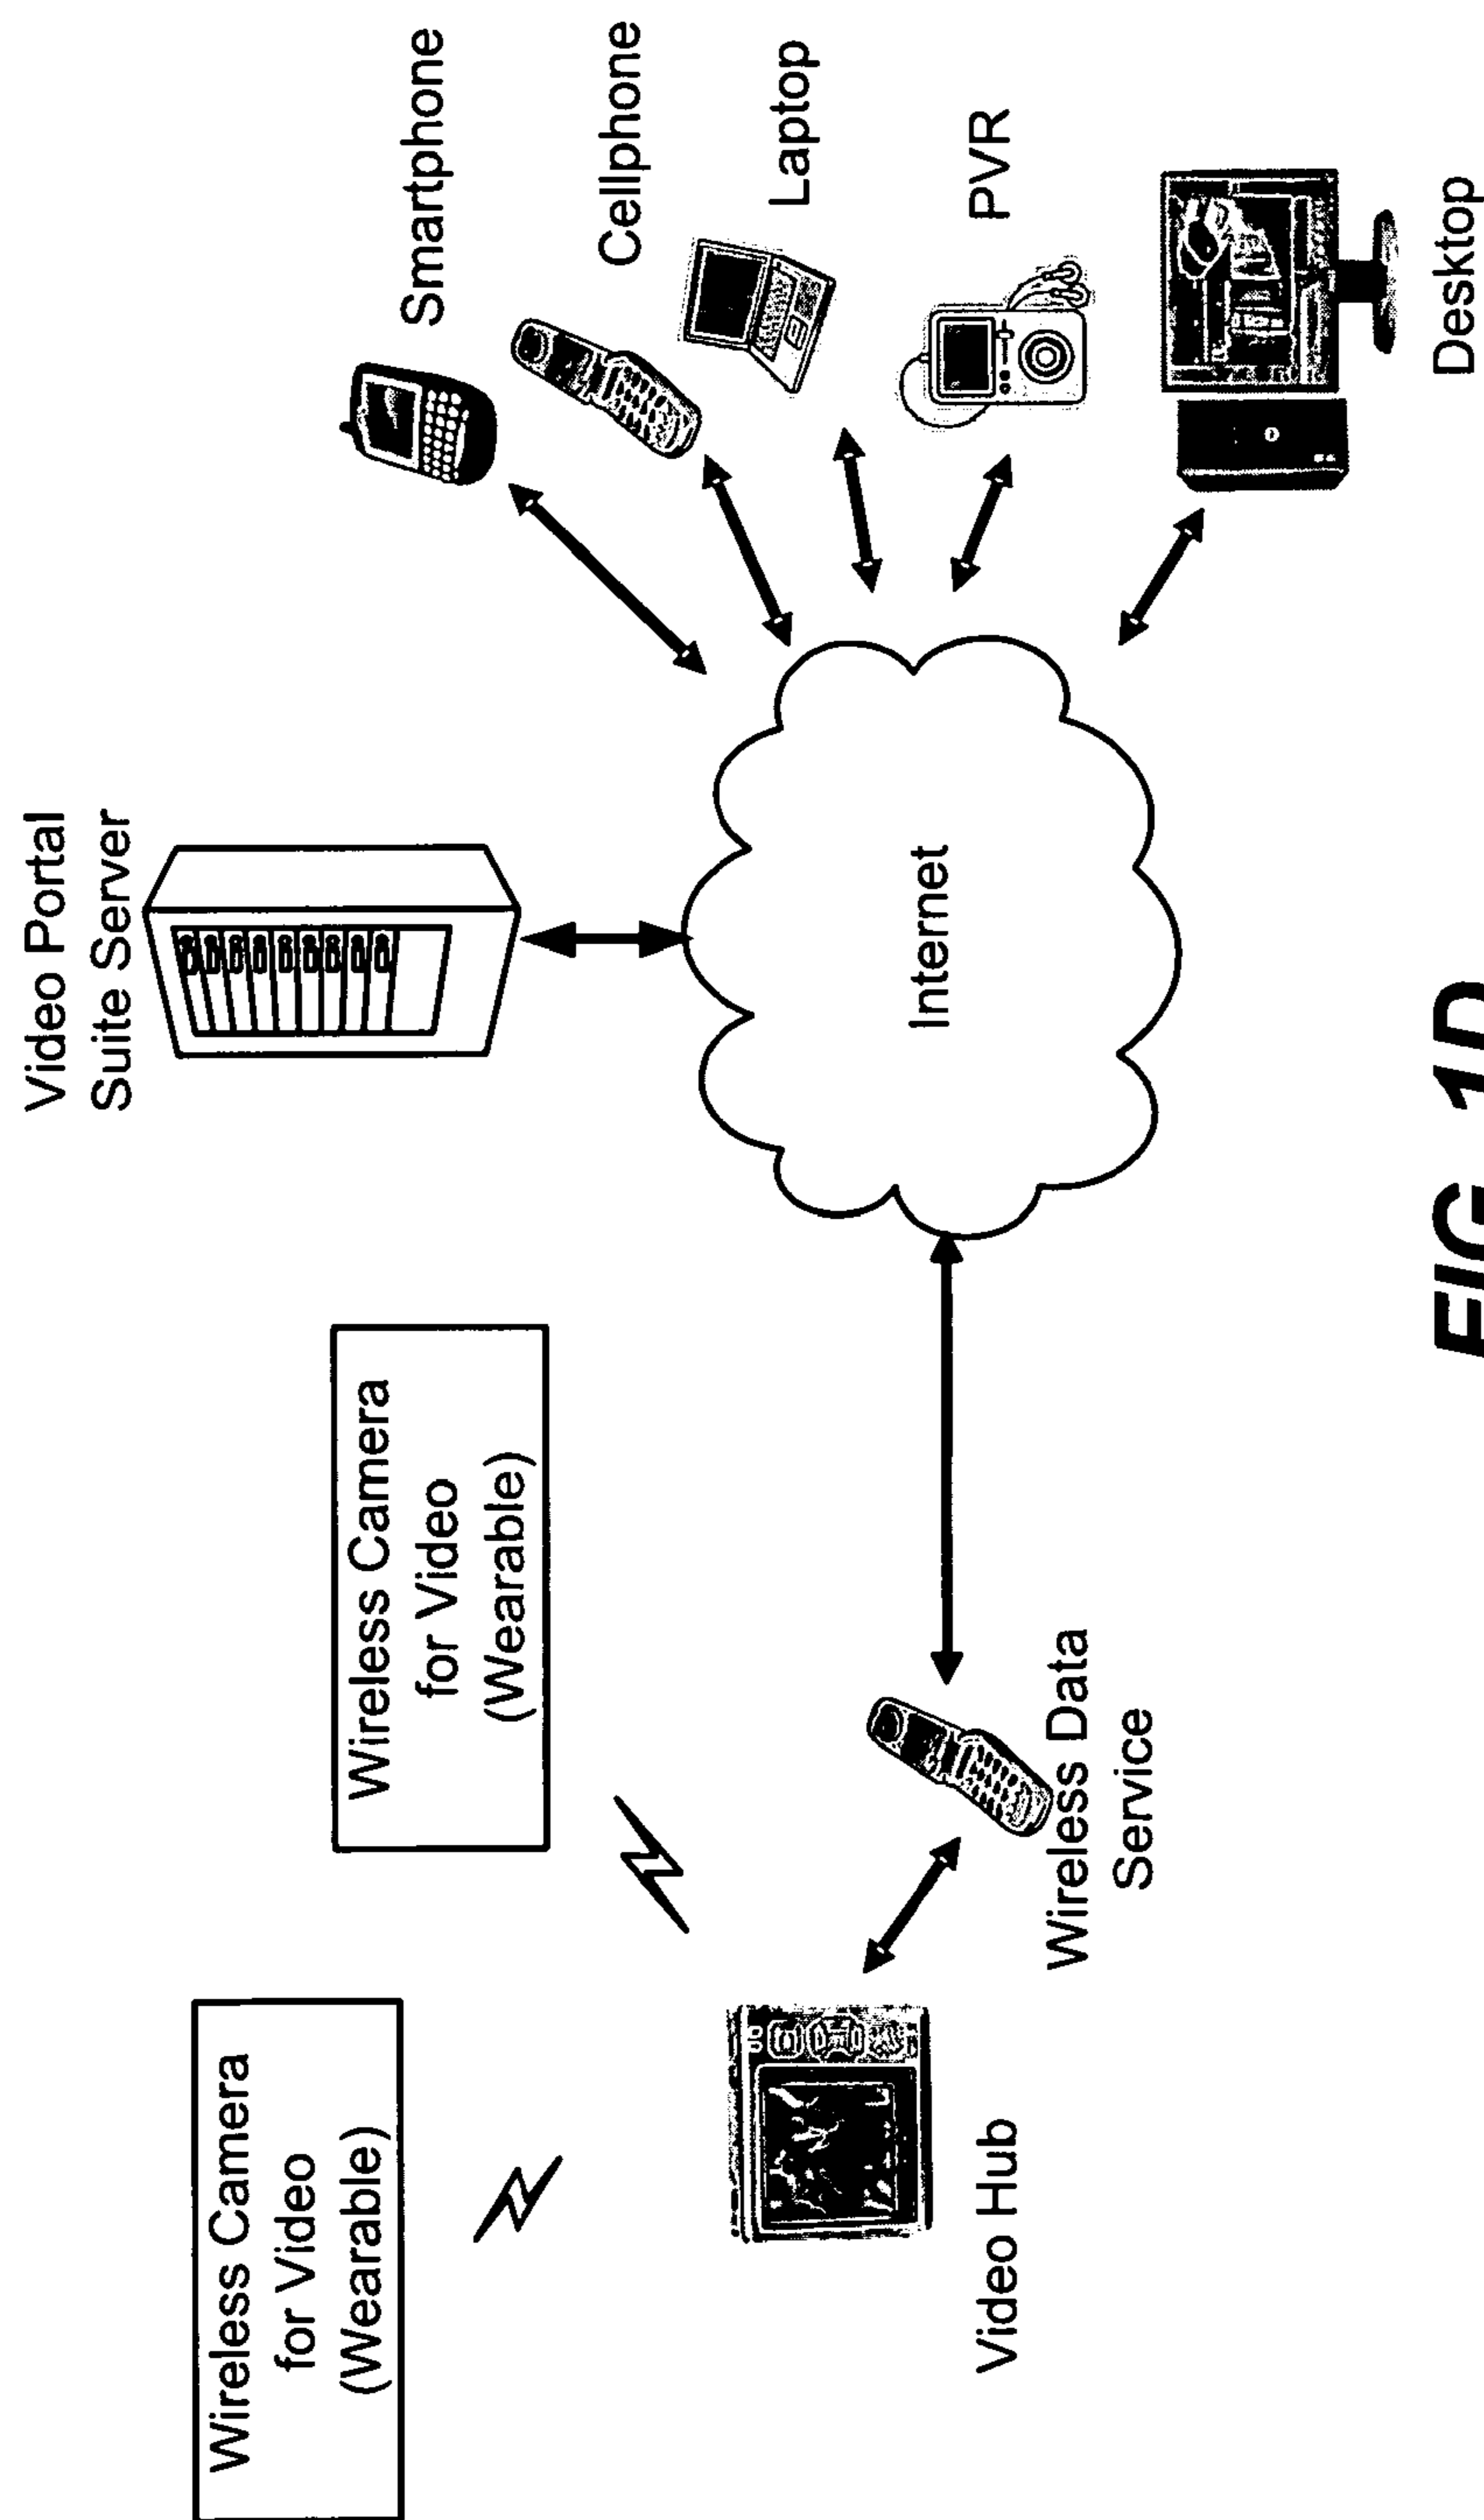 Wireless Camera
for Video
(Wearable)
Wireless Camera
for Video
(Wearable)
Video Portal
Suite Server
Smartphone
Cellphone
Laptop
PVR
Desktop
Internet
Video Hub
Wireless Data
Service
FIG. 1D